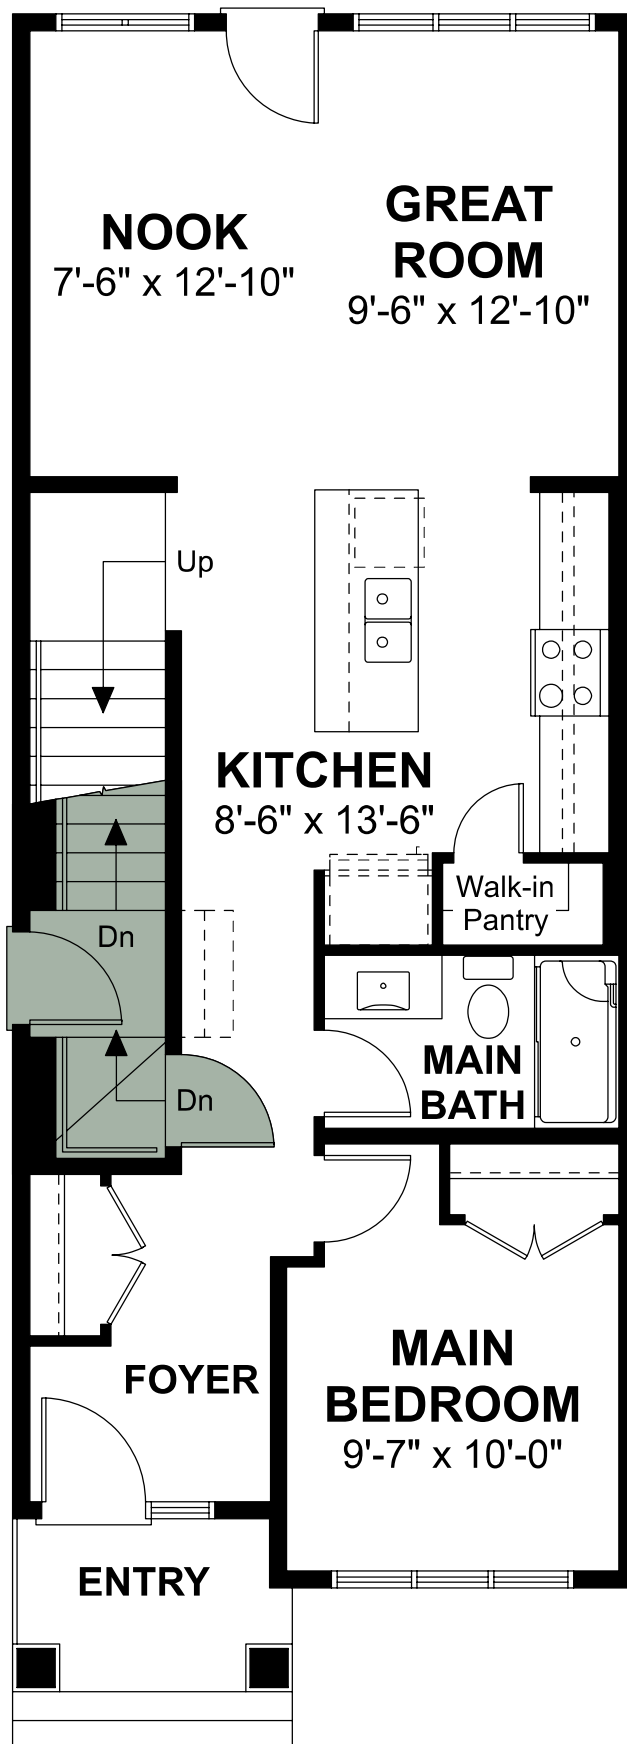 NOOK
7'-6" x 12'-10"
GREAT
ROOM
9'-6" x 12'-10"
Up
KITCHEN
8'-6" x 13'-6"
Walk-in
Pantry
Dn
MAIN
BATH
Dn
MAIN
BEDROOM
9'-7" x 10'-0"
FOYER
ENTRY